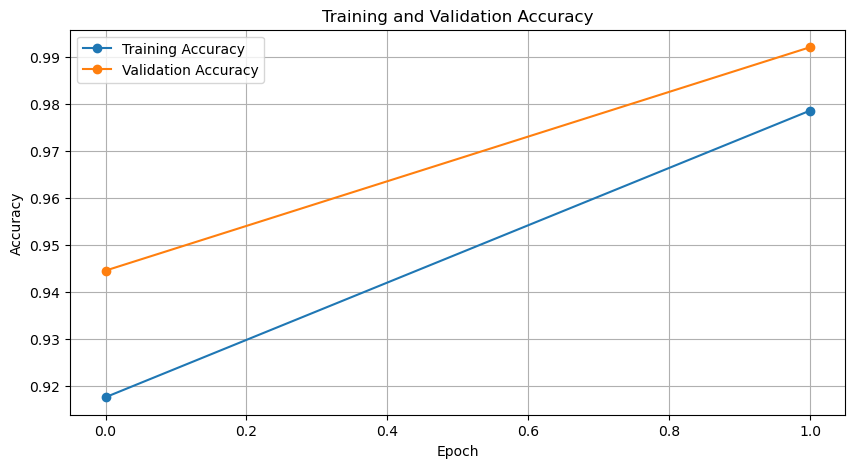 Training and Validation Accuracy
Training Accuracy
Validation Accuracy
Accuracy
0.99
0.98
0.97
0.96
0.95
0.94
0.93
0.92
0.0 0.2 0.4 0.6 0.8 1.0
Epoch